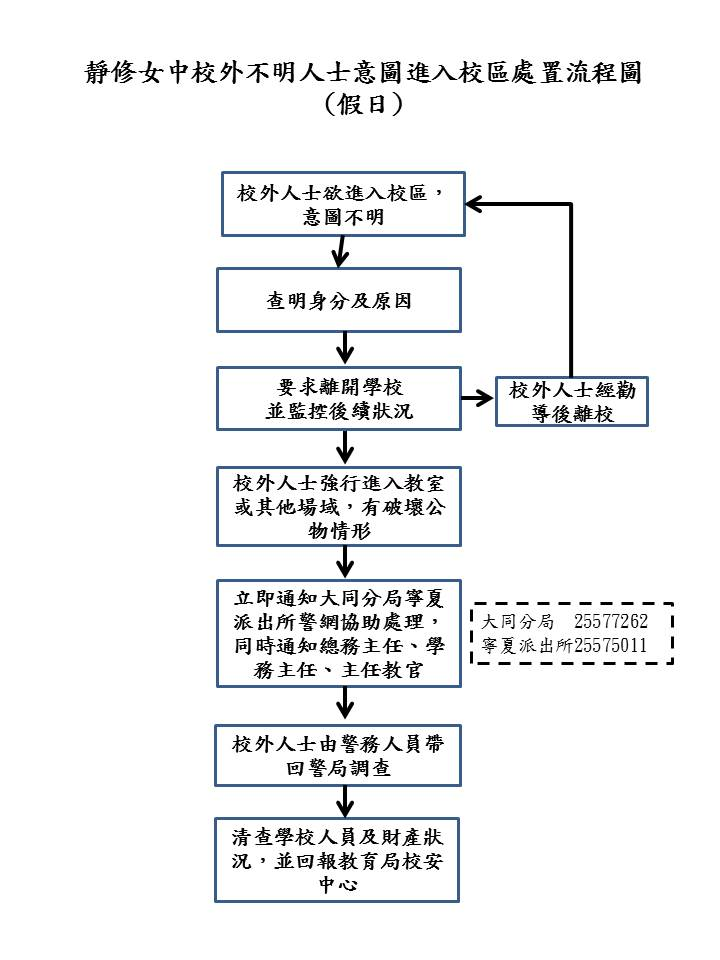 靜修女中校外不明人士意圖進入校區處置流程圖
(假日)
校外人士欲進入校區，
意圖不明
查明身分及原因
要求離開學校
並監控後續狀況
校外人士經勸
導後離校
校外人士強行進入教室
或其他場域，有破壞公
物情形
立即通知大同分局寧夏
派出所警網協助處理，
同時通知總務主任、學
務主任、主任教官
大同分局 25577262
寧夏派出所25575011
校外人士由警務人員帶
回警局調查
清查學校人員及財產狀
況，並回報教育局校安
中心